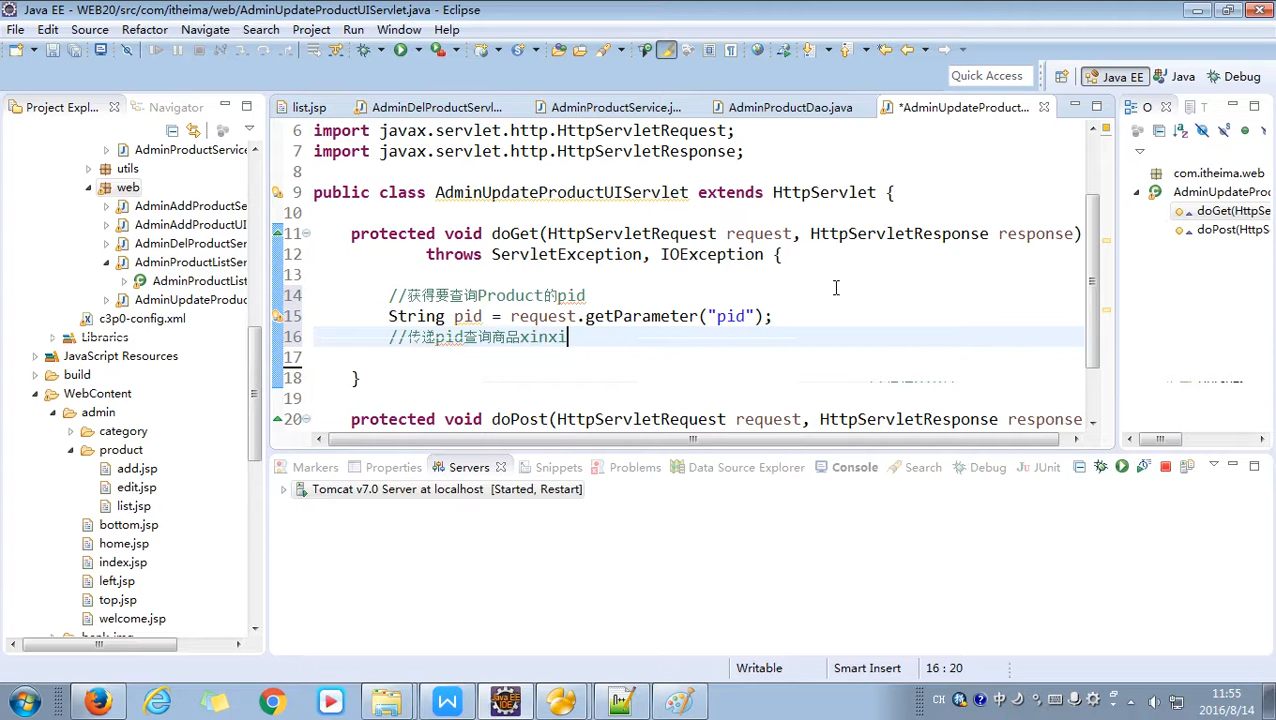 Java EE - WEB20/src/com/itheima/web/AdminUpdateProductUIServlet.java - Eclipse
File Edit Source Refactor Navigate Search Project Run Window Help
Quick Access
Java EE
Java
Debug
Project Expl...
Navigator
list.jsp
AdminDelProductServl...
AdminProductService.j...
AdminProductDao.java
*AdminUpdateProduct...
O
T
AdminProductService
utils
web
AdminAddProductSe
AdminAddProductUI
AdminDelProductServ
AdminProductListSer
AdminProductList
AdminUpdateProduc
c3p0-config.xml
Libraries
JavaScript Resources
build
WebContent
admin
category
product
add.jsp
edit.jsp
list.jsp
bottom.jsp
home.jsp
index.jsp
left.jsp
top.jsp
welcome.jsp
6 import javax.servlet.http.HttpServletRequest;
7 import javax.servlet.http.HttpServletResponse;
8
9 public class AdminUpdateProductUIServlet extends HttpServlet {
10
11 protected void doGet(HttpServletRequest request, HttpServletResponse response)
12 throws ServletException, IOException {
13
14 //获得要查询Product的pid
15 String pid = request.getParameter("pid");
16 //传递pid查询商品xinxi
17
18 }
19
20 protected void doPost(HttpServletRequest request, HttpServletResponse response
com.itheima.web
AdminUpdatePro
doGet(HttpSe
doPost(HttpS
Markers Properties Servers Snippets Problems Data Source Explorer Console Search Debug JUnit
Tomcat v7.0 Server at localhost [Started, Restart]
Writable
Smart Insert
16 : 20
CH
中
11:55
2016/8/14